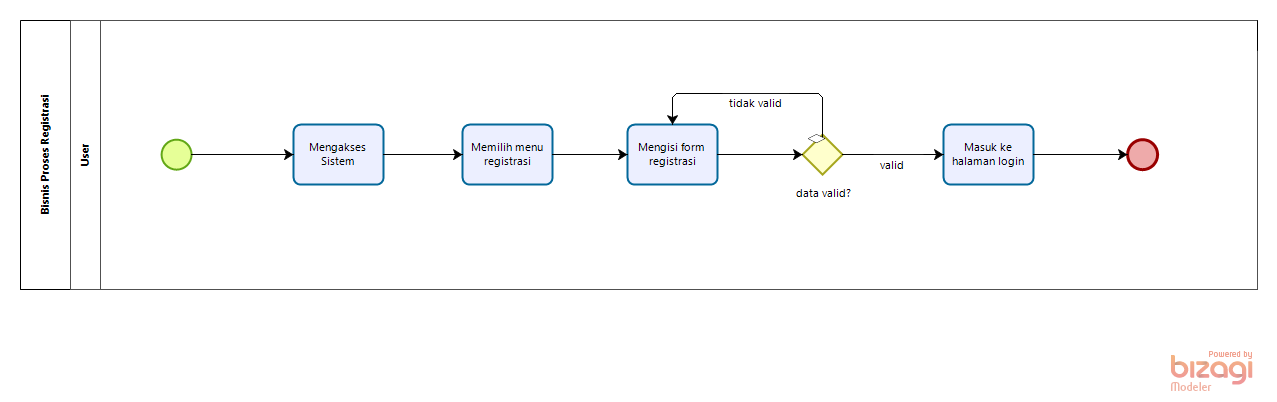 Bisnis Proses Registrasi
User
Mengakses
Sistem
Memilih menu
registrasi
Mengisi form
registrasi
tidak valid
data valid?
valid
Masuk ke
halaman login
Powered by
bizagi
Modeler